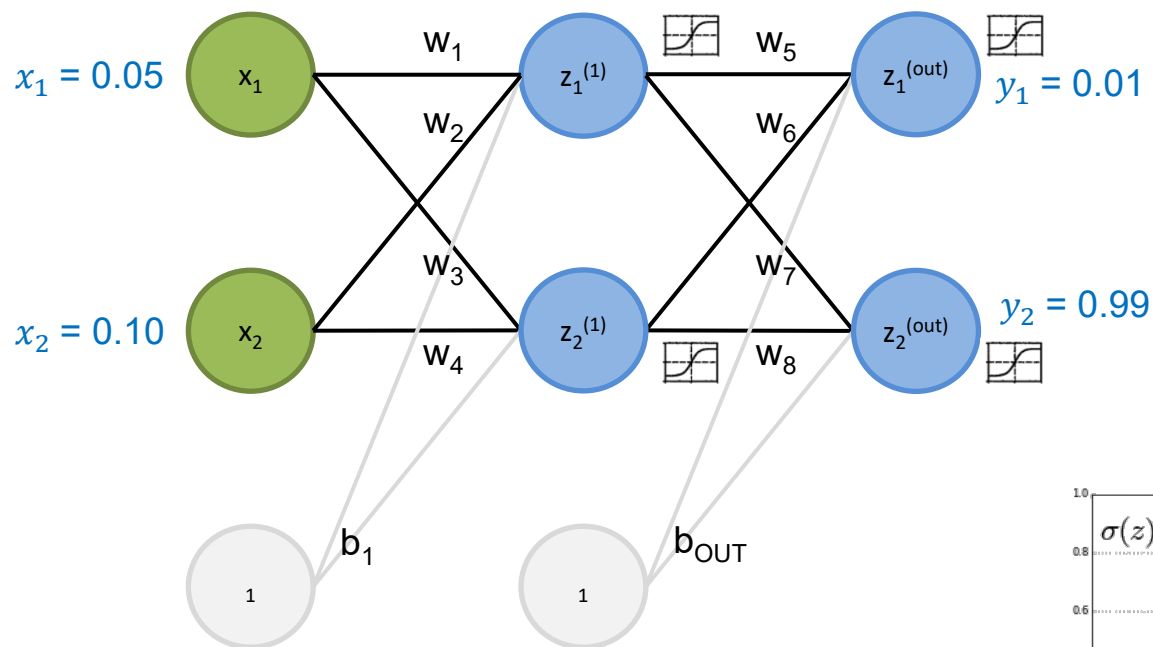 w₁
w₅
x₁ = 0.05
x₁
z₁⁽¹⁾
z₁⁽ᵒᵘᵗ⁾
y₁ = 0.01
w₂
w₆
w₃
w₇
x₂ = 0.10
x₂
z₂⁽¹⁾
z₂⁽ᵒᵘᵗ⁾
y₂ = 0.99
w₄
w₈
b₁
b_OUT
1
1
1.0
σ(z)
0.8
0.6